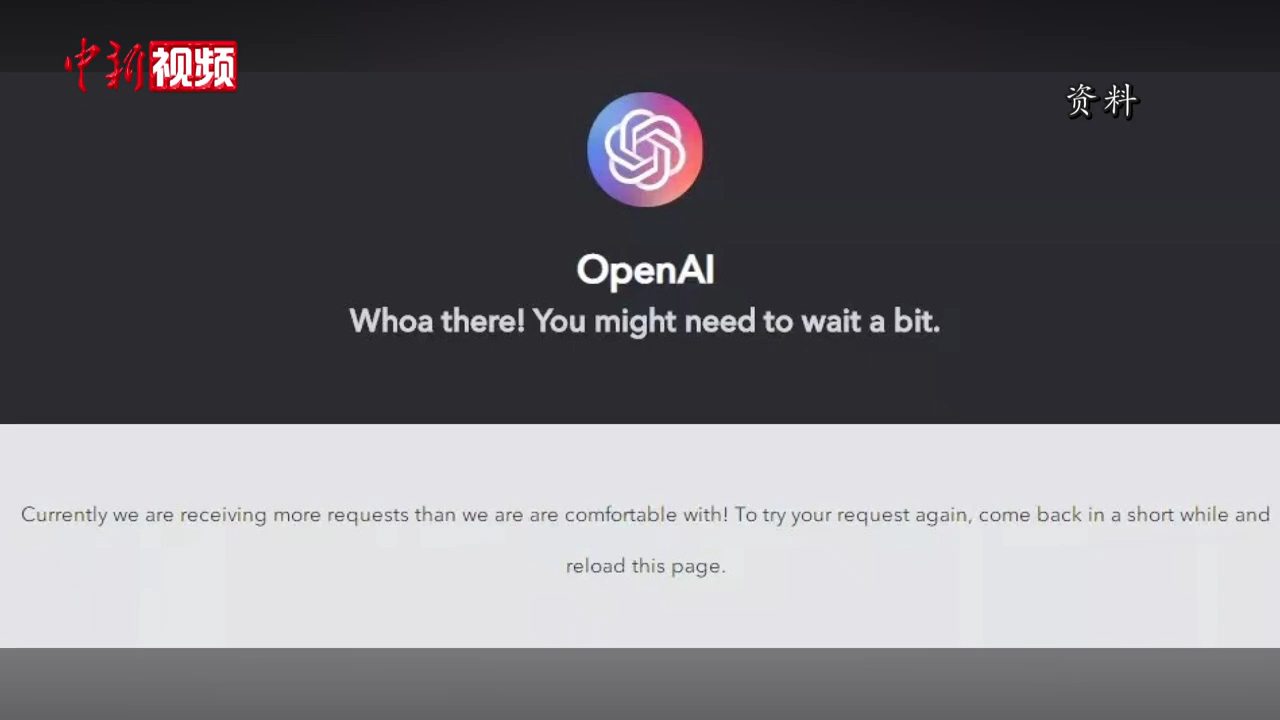 中新视频
资料
OpenAI
Whoa there! You might need to wait a bit.
Currently we are receiving more requests than we are are comfortable with! To try your request again, come back in a short while and
reload this page.